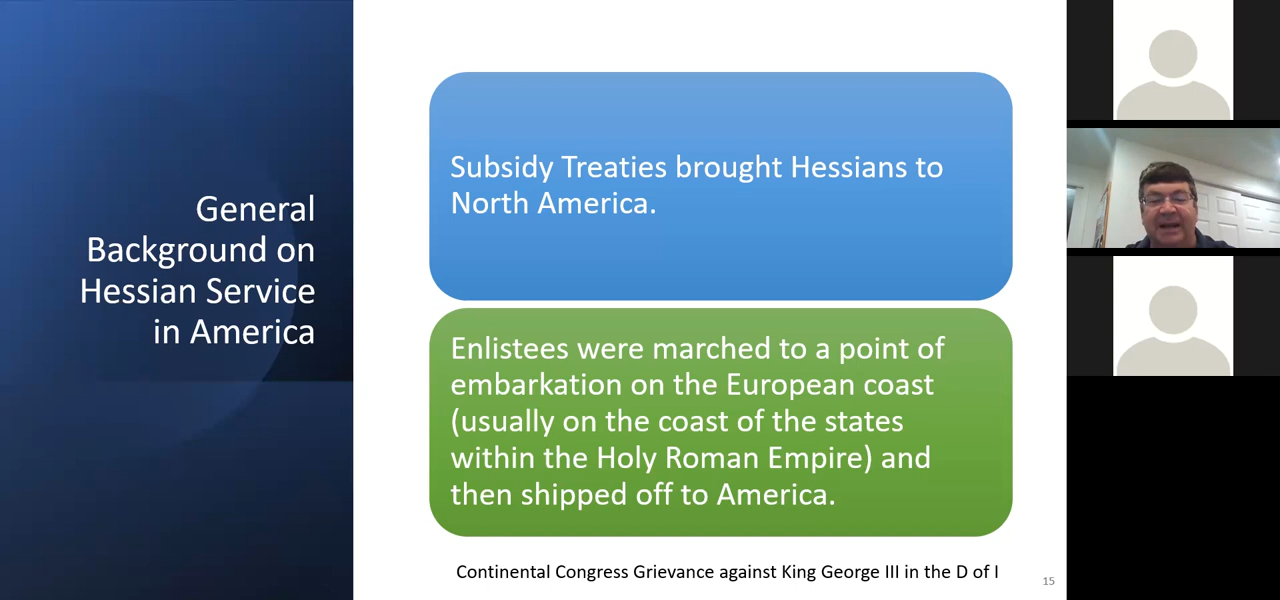 General
Background on
Hessian Service
in America
Subsidy Treaties brought Hessians to
North America.
Enlistees were marched to a point of
embarkation on the European coast
(usually on the coast of the states
within the Holy Roman Empire) and
then shipped off to America.
Continental Congress Grievance against King George III in the D of I
15